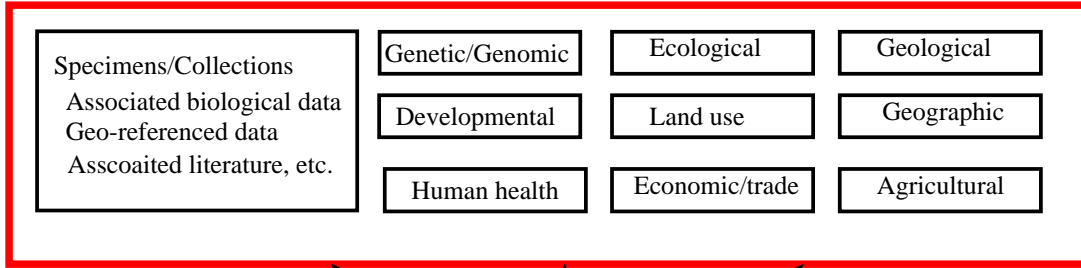 Specimens/Collections
Associated biological data
Geo-referenced data
Asscoaited literature, etc.
Genetic/Genomic
Ecological
Geological
Developmental
Land use
Geographic
Human health
Economic/trade
Agricultural